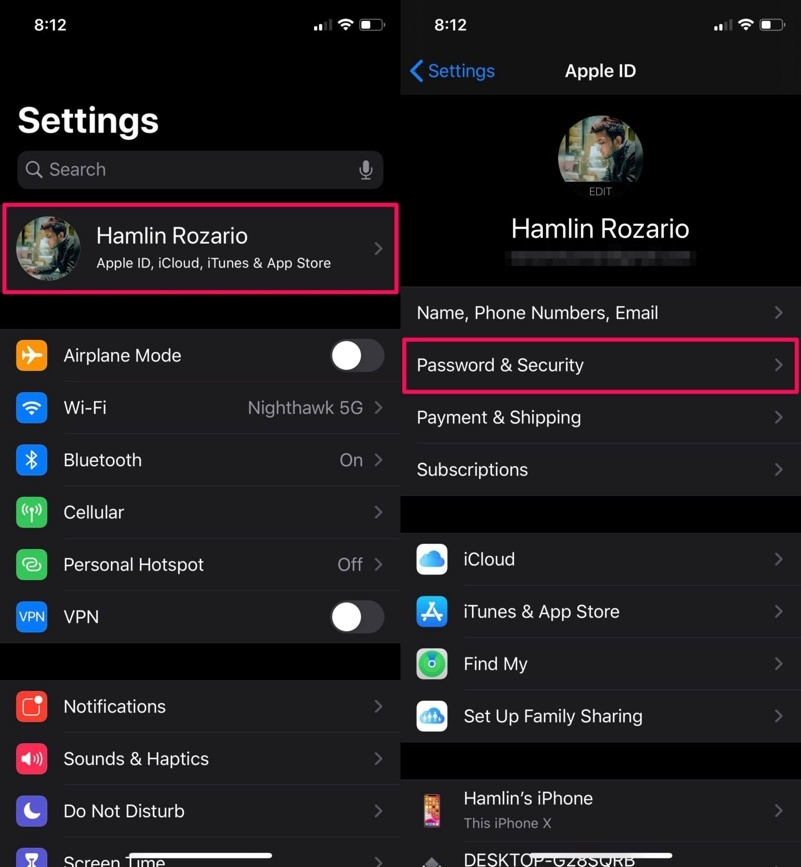 8:12
Settings
Search
Hamlin Rozario
Apple ID, iCloud, iTunes & App Store
Airplane Mode
Wi-Fi Nighthawk 5G
Bluetooth On
Cellular
Personal Hotspot Off
VPN VPN
Notifications
Sounds & Haptics
Do Not Disturb
Screen Time
8:12
Settings Apple ID
EDIT
Hamlin Rozario
Name, Phone Numbers, Email
Password & Security
Payment & Shipping
Subscriptions
iCloud
iTunes & App Store
Find My
Set Up Family Sharing
Hamlin’s iPhone
This iPhone X
DESKTOP-G28SQRB